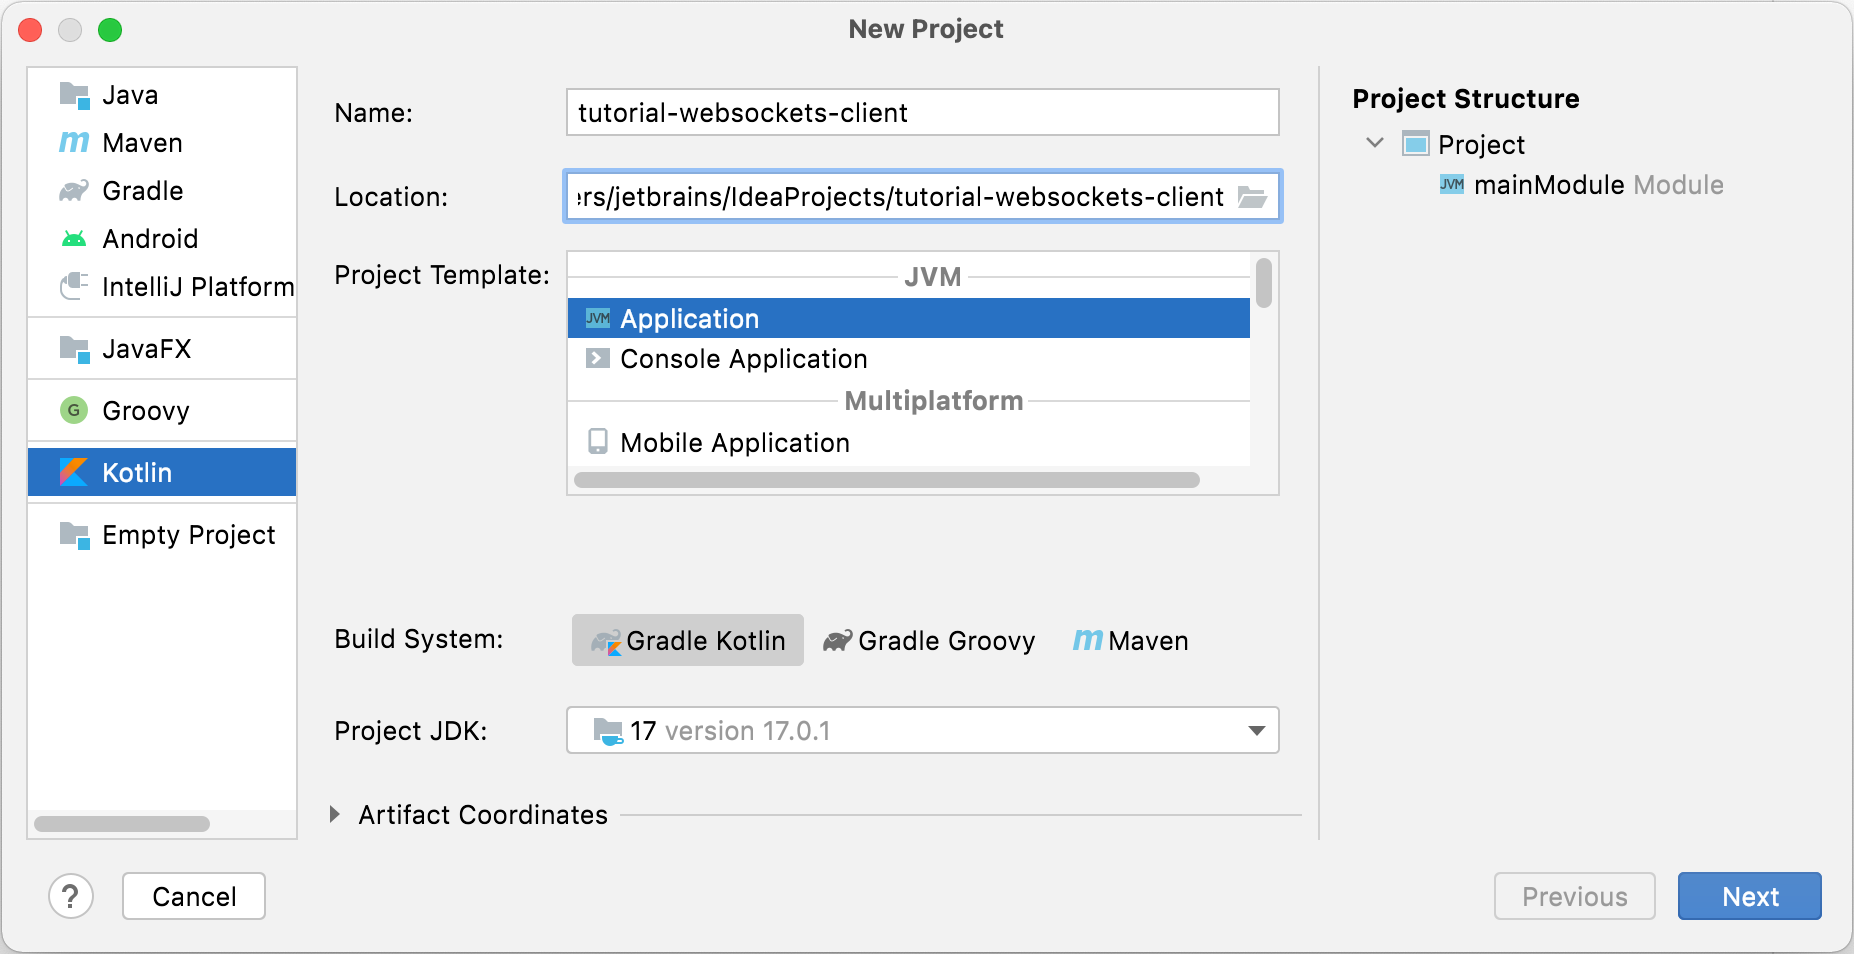 New Project
Java
Maven
Gradle
Android
IntelliJ Platform
JavaFX
G Groovy
Kotlin
Empty Project
Name: tutorial-websockets-client
Location: ers/jetbrains/IdeaProjects/tutorial-websockets-client
Project Template:
JVM
JVM Application
Console Application
Multiplatform
Mobile Application
Build System: Gradle Kotlin Gradle Groovy m Maven
Project JDK: 17 version 17.0.1
Artifact Coordinates
Project Structure
Project
JVM mainModule Module
? Cancel Previous Next